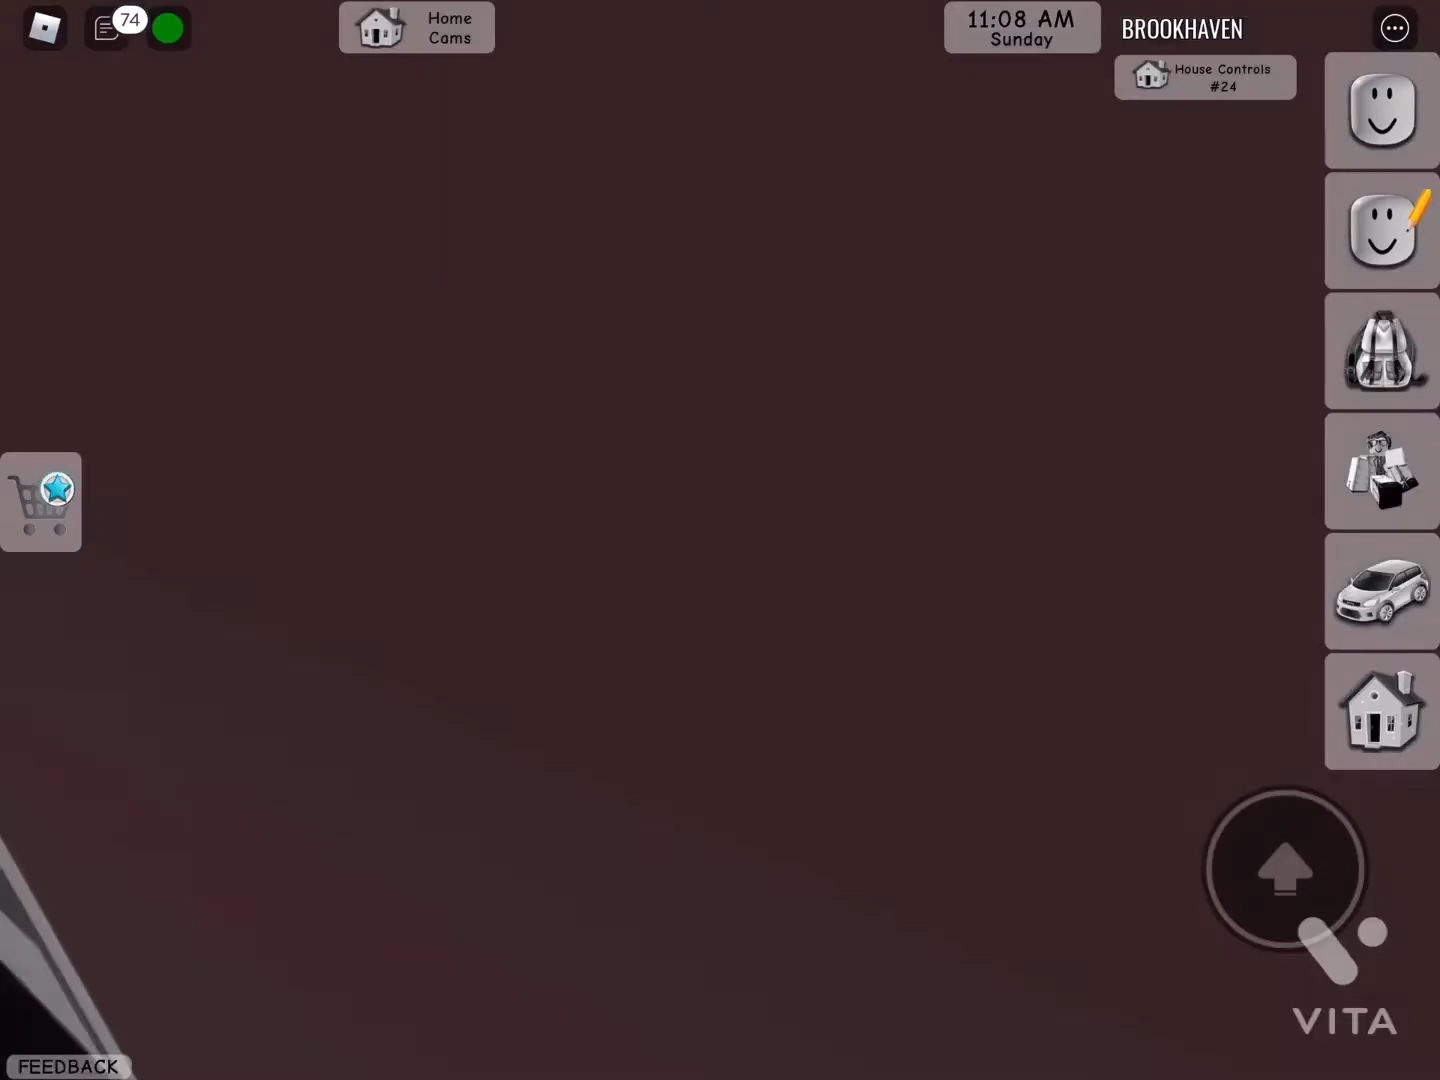 74
Home
Cams
11:08 AM
Sunday
BROOKHAVEN
House Controls
#24
FEEDBACK
VITA